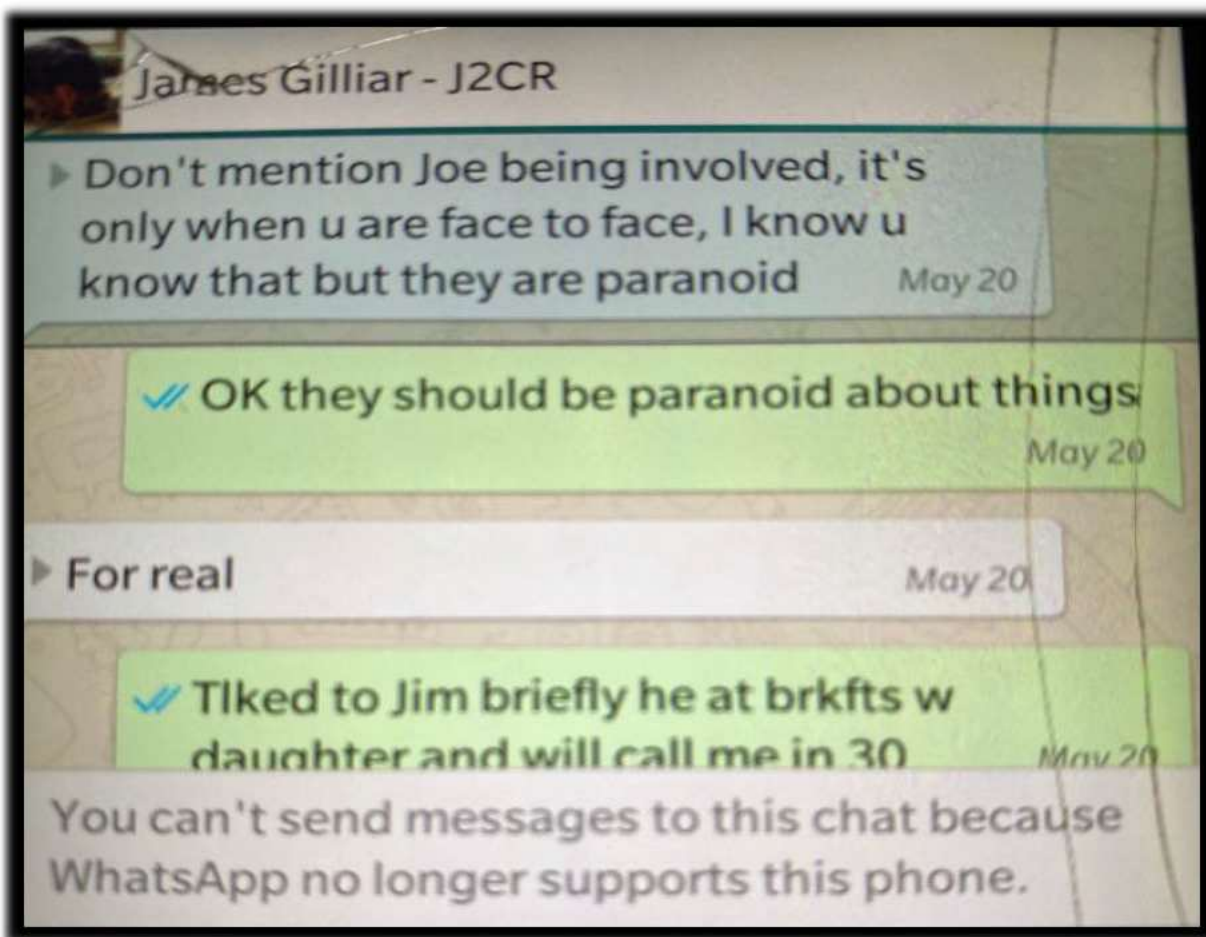 James Gilliar - J2CR
Don't mention Joe being involved, it's
only when u are face to face, I know u
know that but they are paranoid May 20
OK they should be paranoid about things
May 20
For real May 20
Tlked to Jim briefly he at brkfts w
daughter and will call me in 30 May 20
You can't send messages to this chat because
WhatsApp no longer supports this phone.